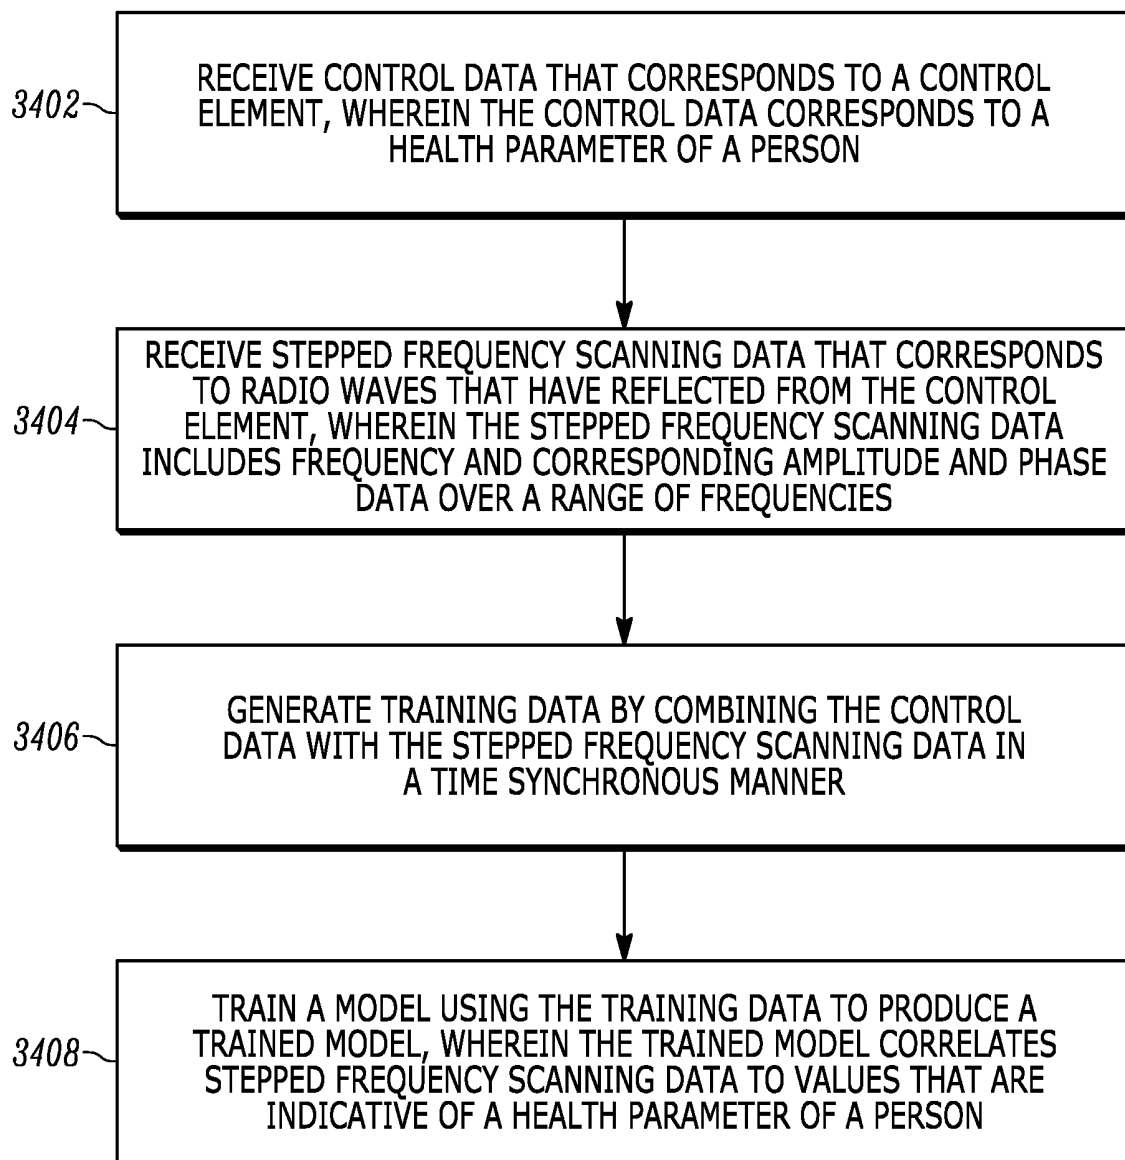 RECEIVE CONTROL DATA THAT CORRESPONDS TO A CONTROL
3402
ELEMENT, WHEREIN THE CONTROL DATA CORRESPONDS TO A
HEALTH PARAMETER OF A PERSON
RECEIVE STEPPED FREQUENCY SCANNING DATA THAT CORRESPONDS
TO RADIO WAVES THAT HAVE REFLECTED FROM THE CONTROL
3404
ELEMENT, WHEREIN THE STEPPED FREQUENCY SCANNING DATA
INCLUDES FREQUENCY AND CORRESPONDING AMPLITUDE AND PHASE
DATA OVER A RANGE OF FREQUENCIES
GENERATE TRAINING DATA BY COMBINING THE CONTROL
3406
DATA WITH THE STEPPED FREQUENCY SCANNING DATA IN
A TIME SYNCHRONOUS MANNER
TRAIN A MODEL USING THE TRAINING DATA TO PRODUCE A
3408
TRAINED MODEL, WHEREIN THE TRAINED MODEL CORRELATES
STEPPED FREQUENCY SCANNING DATA TO VALUES THAT ARE
INDICATIVE OF A HEALTH PARAMETER OF A PERSON